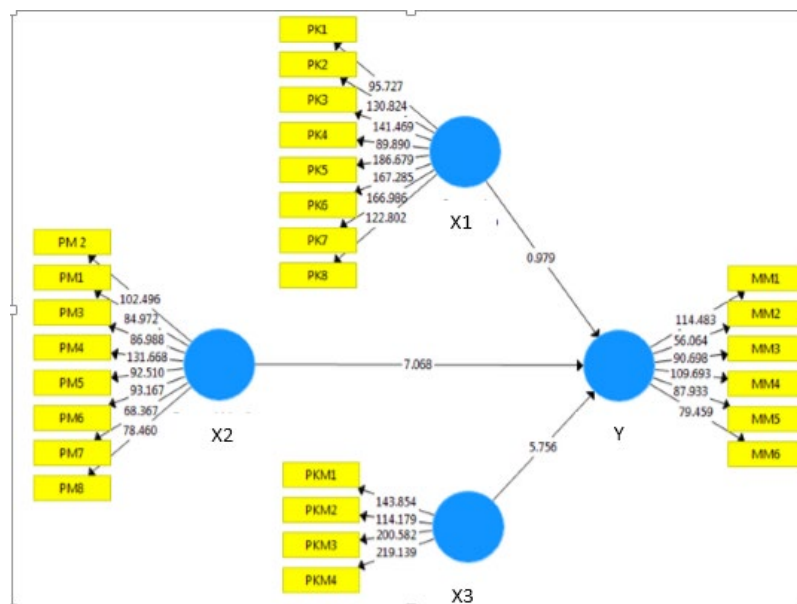 PK1
PK2
PK3
PK4
PK5
PK6
PK7
PK8
95.727
130.824
141.469
89.890
186.679
167.285
166.986
122.802
X1
0.979
PM 2
PM1
PM3
PM4
PM5
PM6
PM7
PM8
102.496
84.972
86.988
131.668
92.510
93.167
68.367
78.460
X2
7.068
MM1
MM2
MM3
MM4
MM5
MM6
114.483
56.064
90.698
109.693
87.933
79.459
Y
5.756
PKM1
PKM2
PKM3
PKM4
143.854
114.179
200.582
219.139
X3